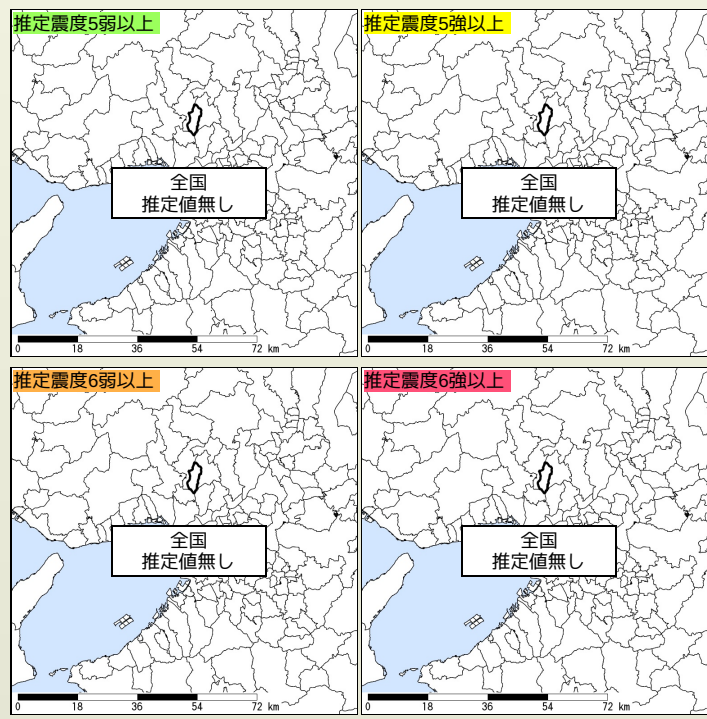 推定震度5弱以上
全国
推定値無し
0 18 36 54 72 km
推定震度5強以上
全国
推定値無し
0 18 36 54 72 km
推定震度6弱以上
全国
推定値無し
0 18 36 54 72 km
推定震度6強以上
全国
推定値無し
0 18 36 54 72 km